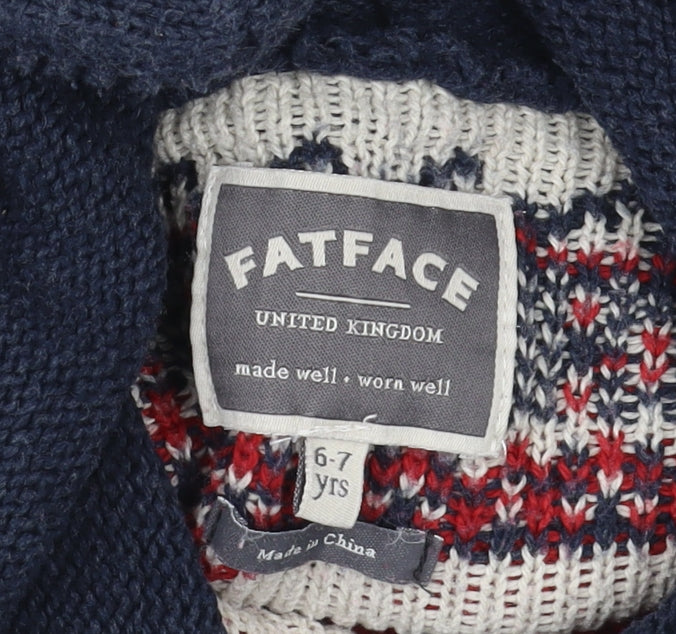 FATFACE
UNITED KINGDOM
made well • worn well
6-7
yrs
Made in China